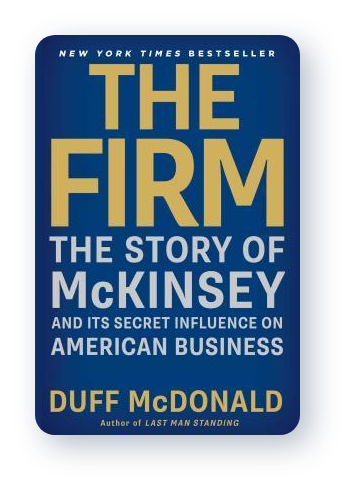 NEW YORK TIMES BESTSELLER
THE
FIRM
THE STORY OF
McKINSEY
AND ITS SECRET INFLUENCE ON
AMERICAN BUSINESS
DUFF McDONALD
Author of LAST MAN STANDING